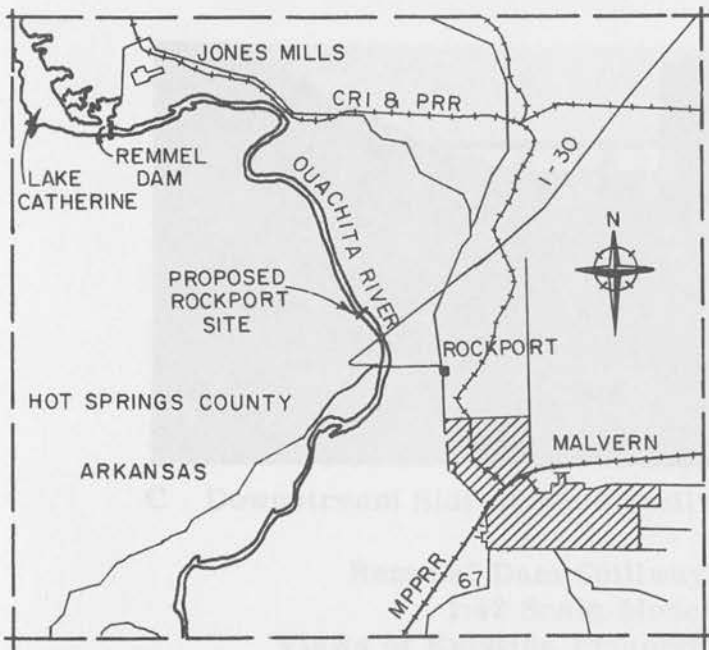 JONES MILLS
CRI & PRR
REMMEL
DAM
LAKE
CATHERINE
OUACHITA RIVER
I-30
N
PROPOSED
ROCKPORT
SITE
ROCKPORT
HOT SPRINGS COUNTY
MALVERN
ARKANSAS
MPPRR
67